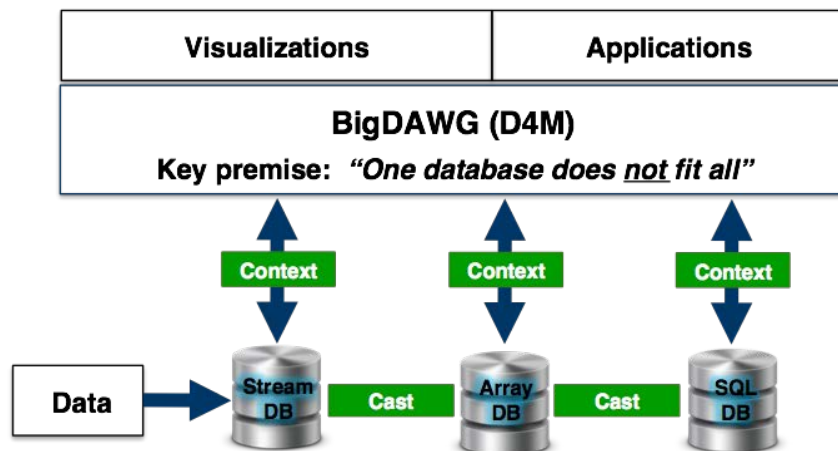 Visualizations
Applications
BigDAWG (D4M)
Key premise: “One database does not fit all”
Context
Context
Context
Data
Stream
DB
Cast
Array
DB
Cast
SQL
DB